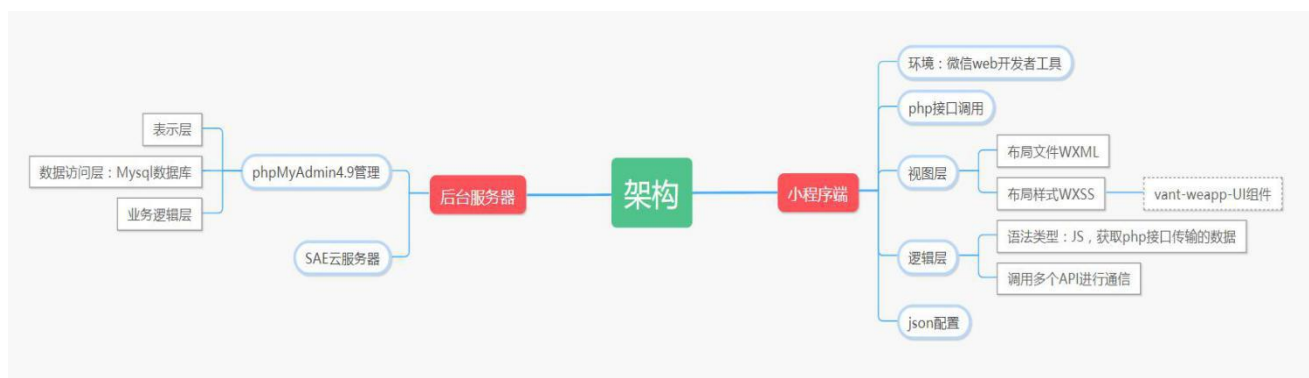 架构
后台服务器
phpMyAdmin4.9管理
表示层
数据访问层：Mysql数据库
业务逻辑层
SAE云服务器
小程序端
环境：微信web开发者工具
php接口调用
视图层
布局文件WXML
布局样式WXSS
vant-weapp-UI组件
逻辑层
语法类型：JS，获取php接口传输的数据
调用多个API进行通信
json配置